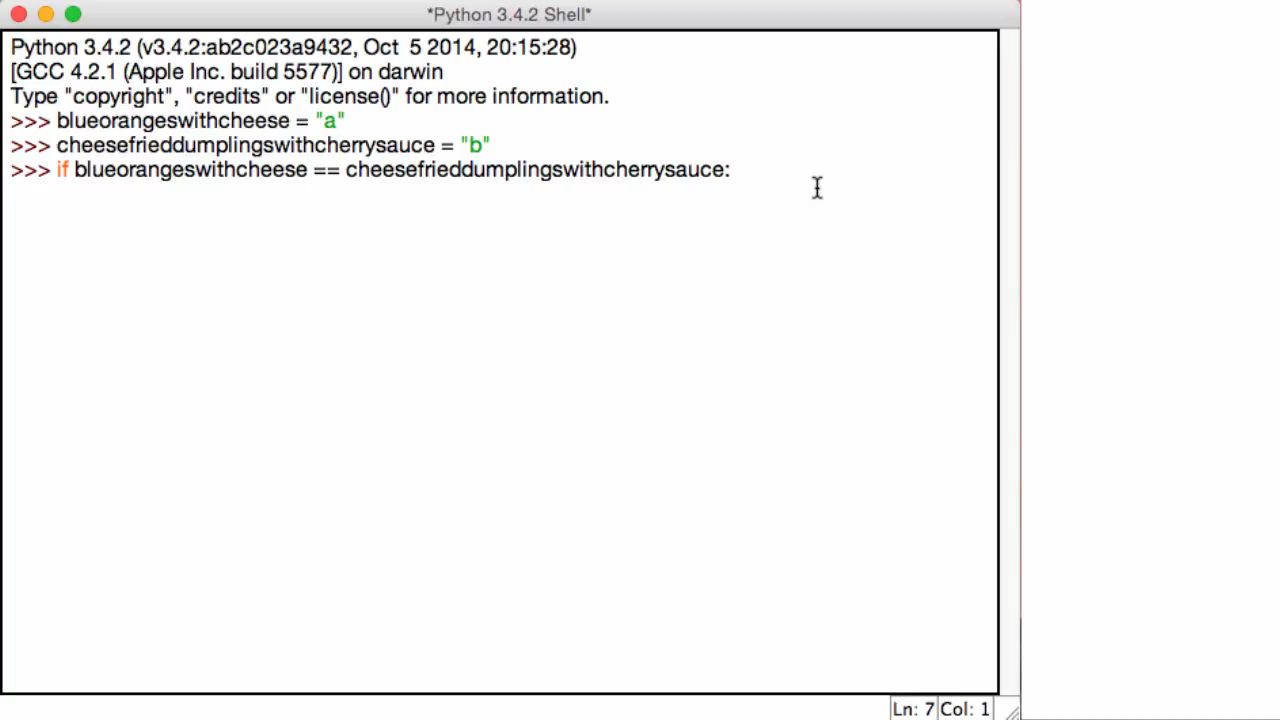 *Python 3.4.2 Shell*
Python 3.4.2 (v3.4.2:ab2c023a9432, Oct  5 2014, 20:15:28)
[GCC 4.2.1 (Apple Inc. build 5577)] on darwin
Type "copyright", "credits" or "license()" for more information.
>>> blueorangeswithcheese = "a"
>>> cheesefrieddumplingswithcherrysauce = "b"
>>> if blueorangeswithcheese == cheesefrieddumplingswithcherrysauce:
Ln: 7 Col: 1